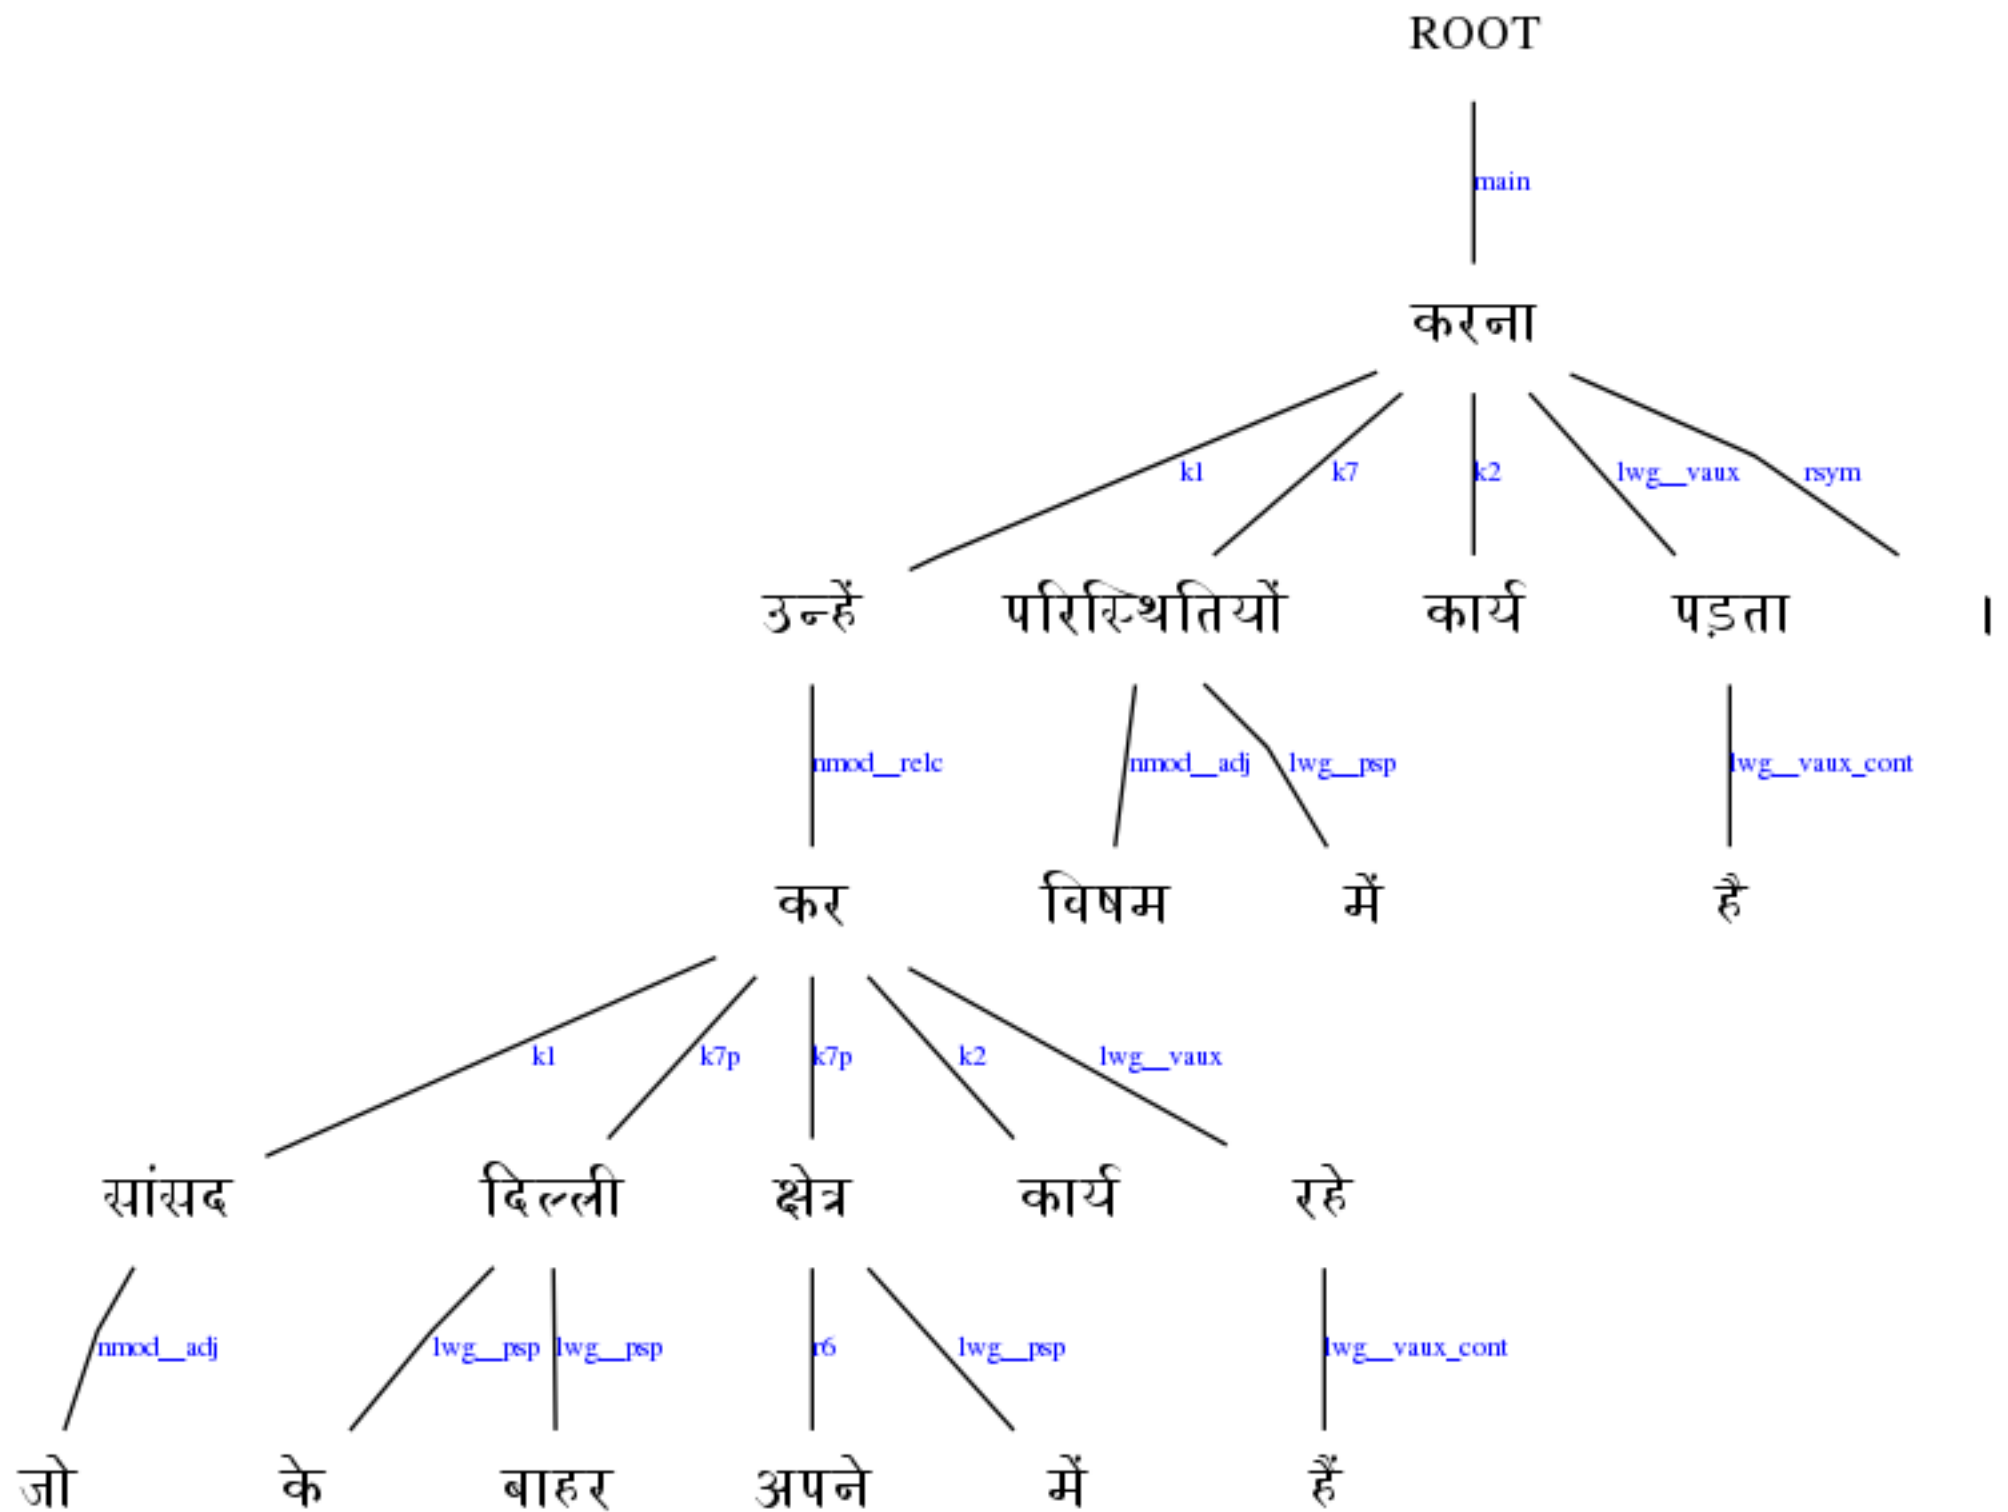 ROOT
main
करना
k1 k7 k2 lwg__vaux rsym
उन्हें परिस्थितियों कार्य पड़ता ।
nmod__relc nmod__adj lwg__psp lwg__vaux_cont
कर विषम में है
k1 k7p k7p k2 lwg__vaux
सांसद दिल्ली क्षेत्र कार्य रहे
nmod__adj lwg__psp lwg__psp r6 lwg__psp lwg__vaux_cont
जो के बाहर अपने में हैं